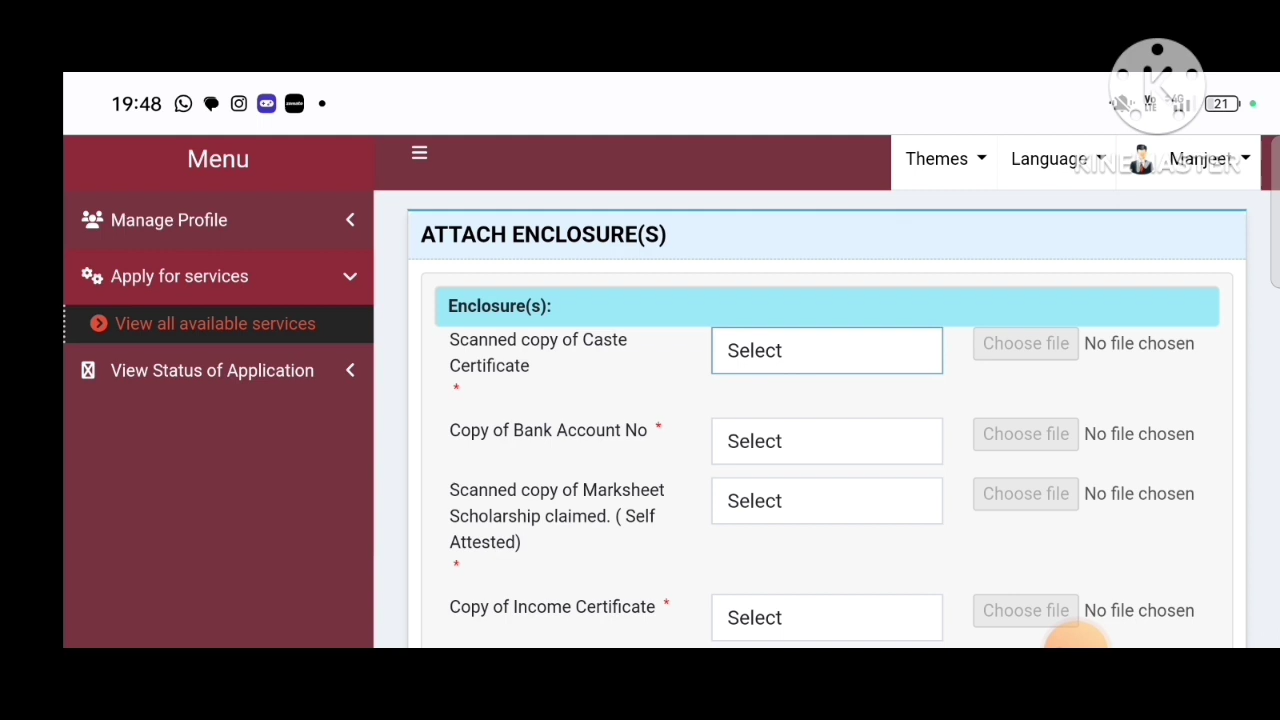 19:48
21
Menu
Themes
Language
Manjeet
KINEMASTER
Manage Profile
Apply for services
View all available services
View Status of Application
ATTACH ENCLOSURE(S)
Enclosure(s):
Scanned copy of Caste
Certificate
*
Select
Choose file No file chosen
Copy of Bank Account No *
Select
Choose file No file chosen
Scanned copy of Marksheet
Scholarship claimed. ( Self
Attested)
*
Select
Choose file No file chosen
Copy of Income Certificate *
Select
Choose file No file chosen